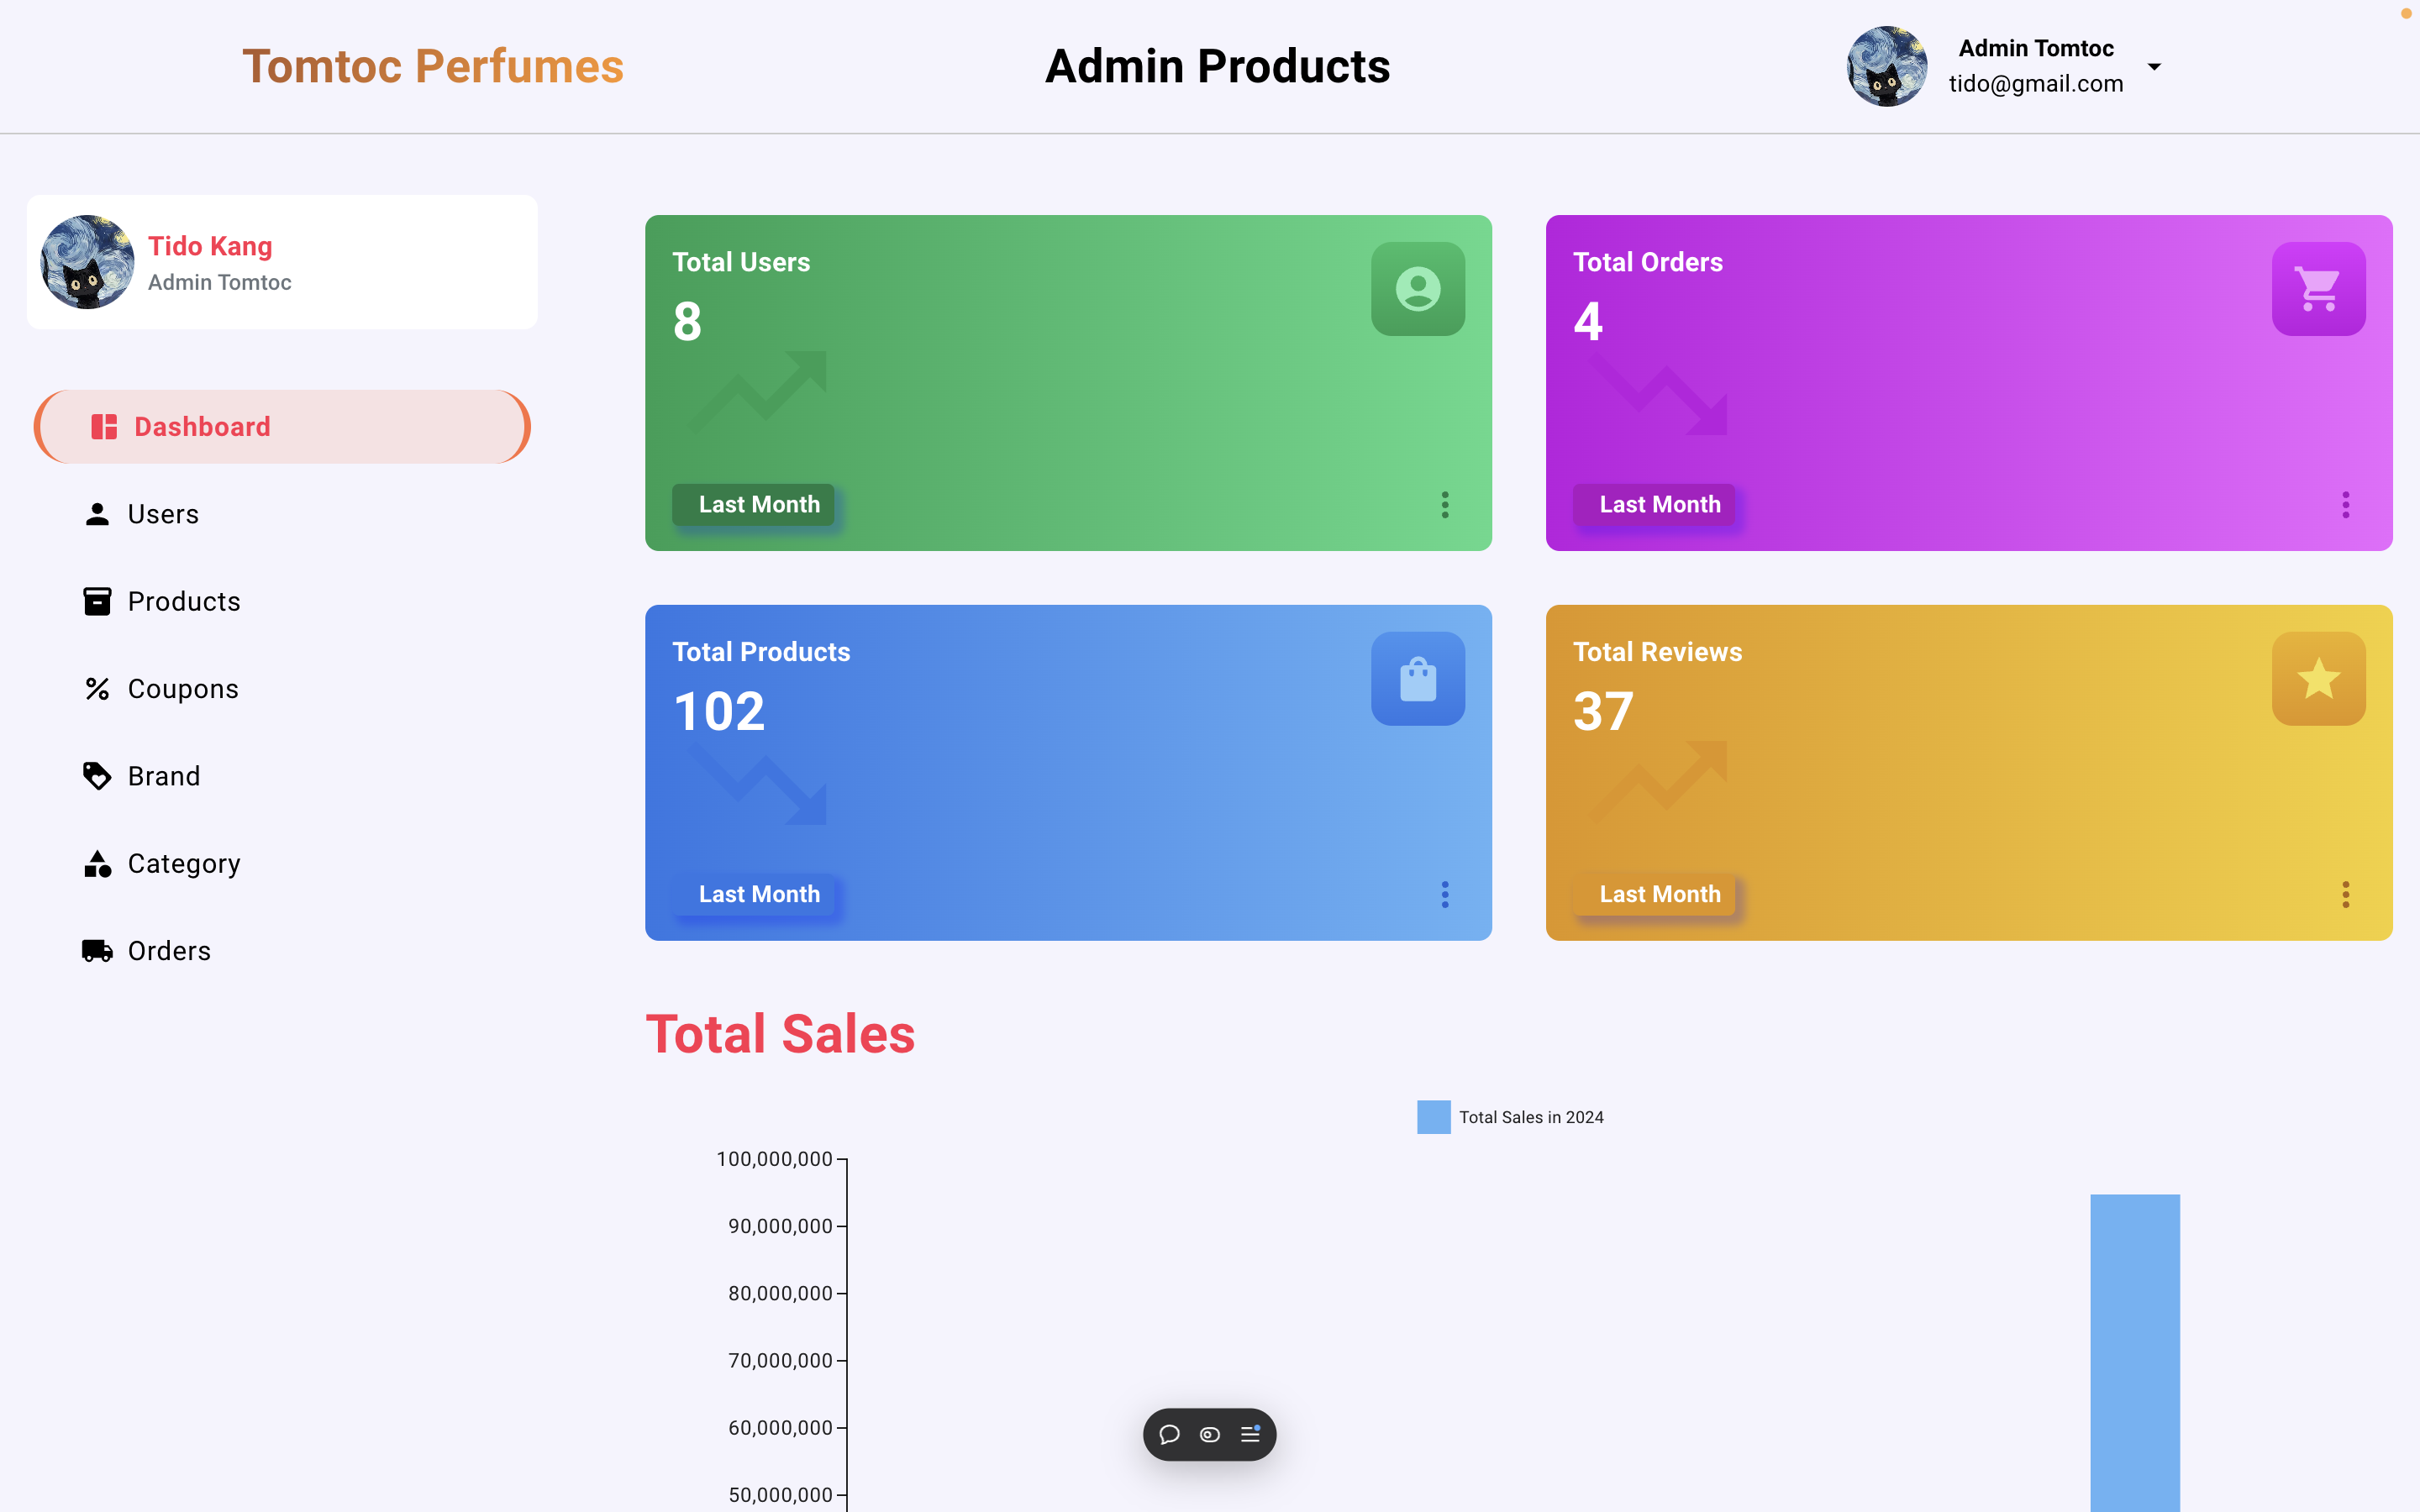 Tomtoc Perfumes
Admin Products
Admin Tomtoc
tido@gmail.com
Tido Kang
Admin Tomtoc
Dashboard
Users
Products
Coupons
Brand
Category
Orders
Total Users
8
Last Month
Total Orders
4
Last Month
Total Products
102
Last Month
Total Reviews
37
Last Month
Total Sales
Total Sales in 2024
100,000,000
90,000,000
80,000,000
70,000,000
60,000,000
50,000,000